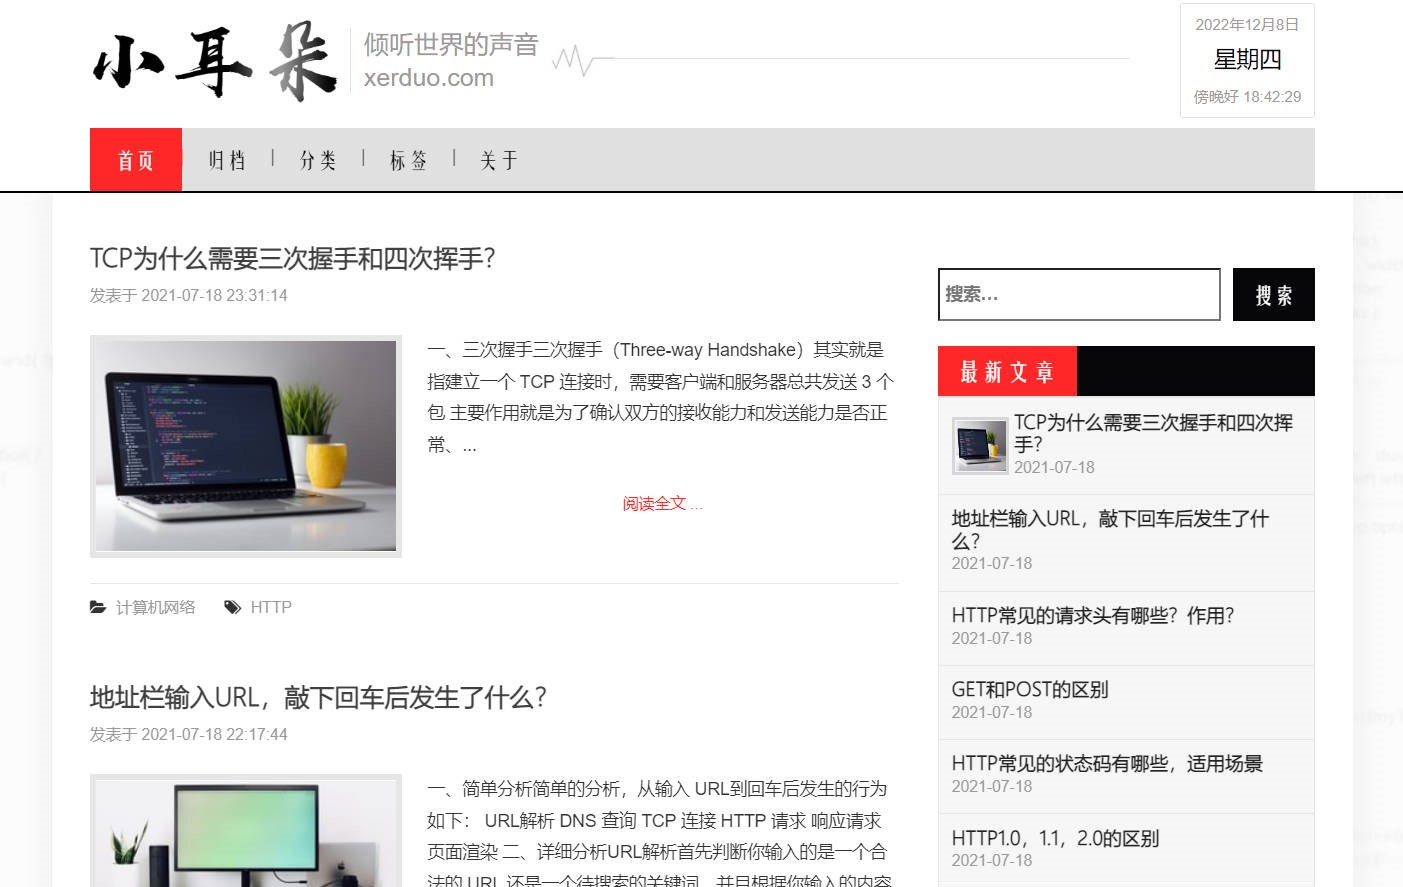 小耳朵
倾听世界的声音
xerduo.com
2022年12月8日
星期四
傍晚好 18:42:29
首页 | 归档 | 分类 | 标签 | 关于
TCP为什么需要三次握手和四次挥手？
发表于 2021-07-18 23:31:14
一、三次握手三次握手（Three-way Handshake）其实就是
指建立一个 TCP 连接时，需要客户端和服务器总共发送 3 个
包 主要作用就是为了确认双方的接收能力和发送能力是否正
常、...
阅读全文 ...
计算机网络 HTTP
地址栏输入URL，敲下回车后发生了什么？
发表于 2021-07-18 22:17:44
一、简单分析简单的分析，从输入 URL到回车后发生的行为
如下： URL解析 DNS 查询 TCP 连接 HTTP 请求 响应请求
页面渲染 二、详细分析URL解析首先判断你输入的是一个合
法的 URL 还是一个待搜索的关键词，并且根据你输入的内容
搜索...
搜索
最新文章
TCP为什么需要三次握手和四次挥
手？
2021-07-18
地址栏输入URL，敲下回车后发生了什
么？
2021-07-18
HTTP常见的请求头有哪些？作用？
2021-07-18
GET和POST的区别
2021-07-18
HTTP常见的状态码有哪些，适用场景
2021-07-18
HTTP1.0，1.1，2.0的区别
2021-07-18